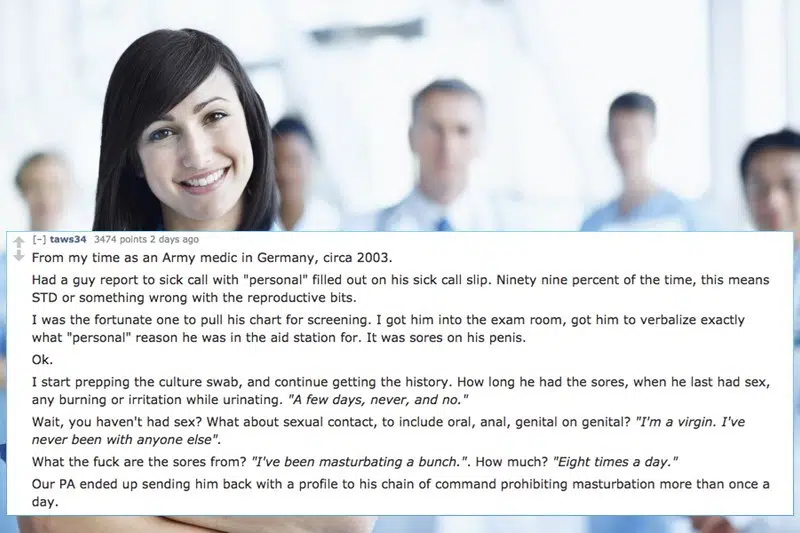 [-] taws34 3474 points 2 days ago
From my time as an Army medic in Germany, circa 2003.
Had a guy report to sick call with "personal" filled out on his sick call slip. Ninety nine percent of the time, this means
STD or something wrong with the reproductive bits.
I was the fortunate one to pull his chart for screening. I got him into the exam room, got him to verbalize exactly
what "personal" reason he was in the aid station for. It was sores on his penis.
Ok.
I start prepping the culture swab, and continue getting the history. How long he had the sores, when he last had sex,
any burning or irritation while urinating. "A few days, never, and no."
Wait, you haven't had sex? What about sexual contact, to include oral, anal, genital on genital? "I'm a virgin. I've
never been with anyone else".
What the fuck are the sores from? "I've been masturbating a bunch.". How much? "Eight times a day."
Our PA ended up sending him back with a profile to his chain of command prohibiting masturbation more than once a
day.